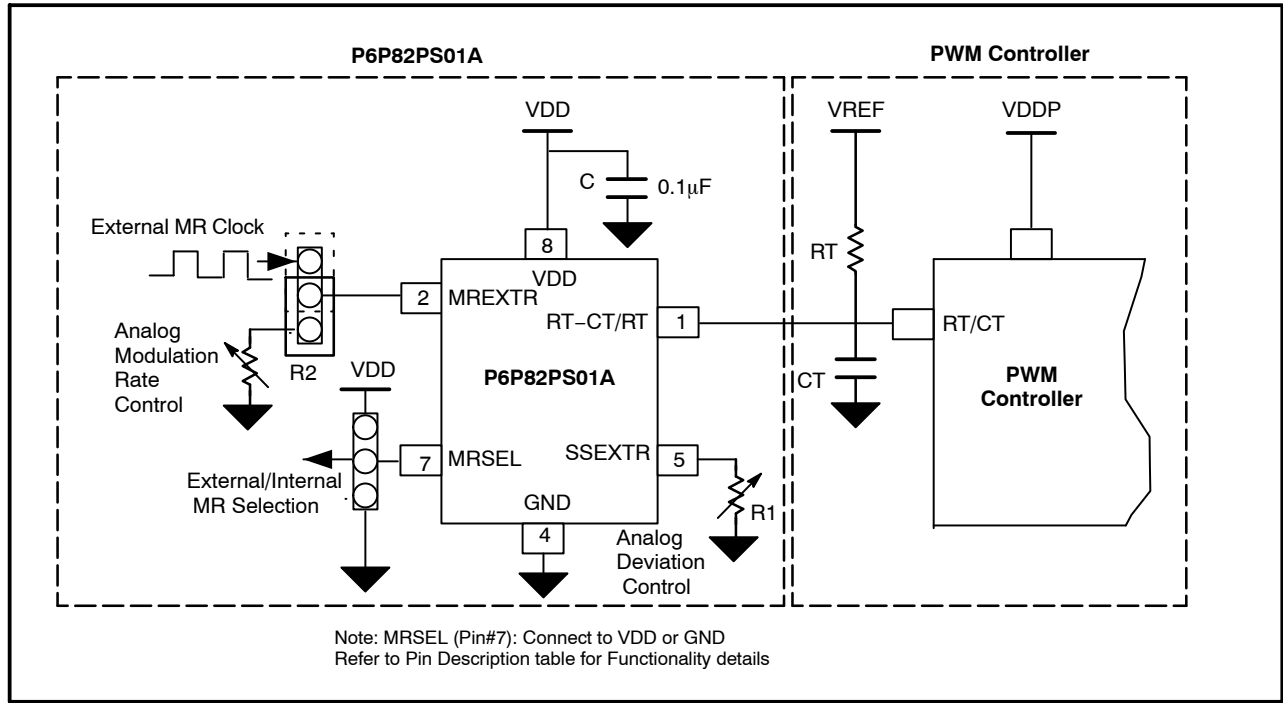 P6P82PS01A
PWM Controller
VDD
VREF
VDDP
C
0.1µF
External MR Clock
8
VDD
RT
2
MREXTR
RT−CT/RT
1
RT/CT
Analog
Modulation
Rate
Control
R2
VDD
P6P82PS01A
CT
PWM
Controller
7
MRSEL
SSEXTR
5
External/Internal
MR Selection
GND
R1
4
Analog
Deviation
Control
Note: MRSEL (Pin#7): Connect to VDD or GND
Refer to Pin Description table for Functionality details